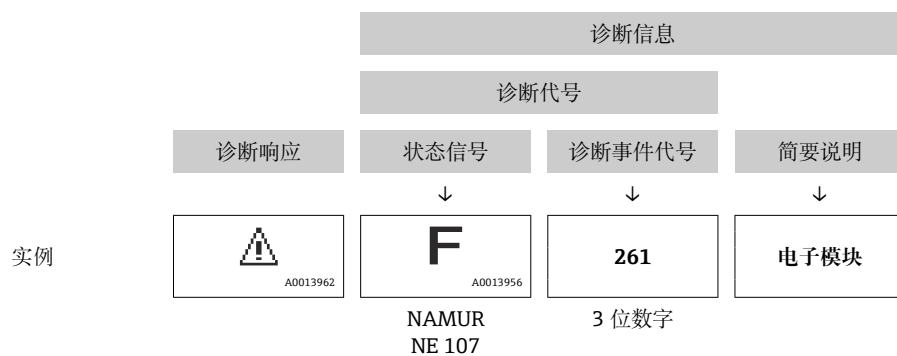 诊断信息
诊断代号
诊断响应 状态信号 诊断事件代号 简要说明
↓ ↓ ↓
实例 F 261 电子模块
A0013962 A0013956
NAMUR 3 位数字
NE 107